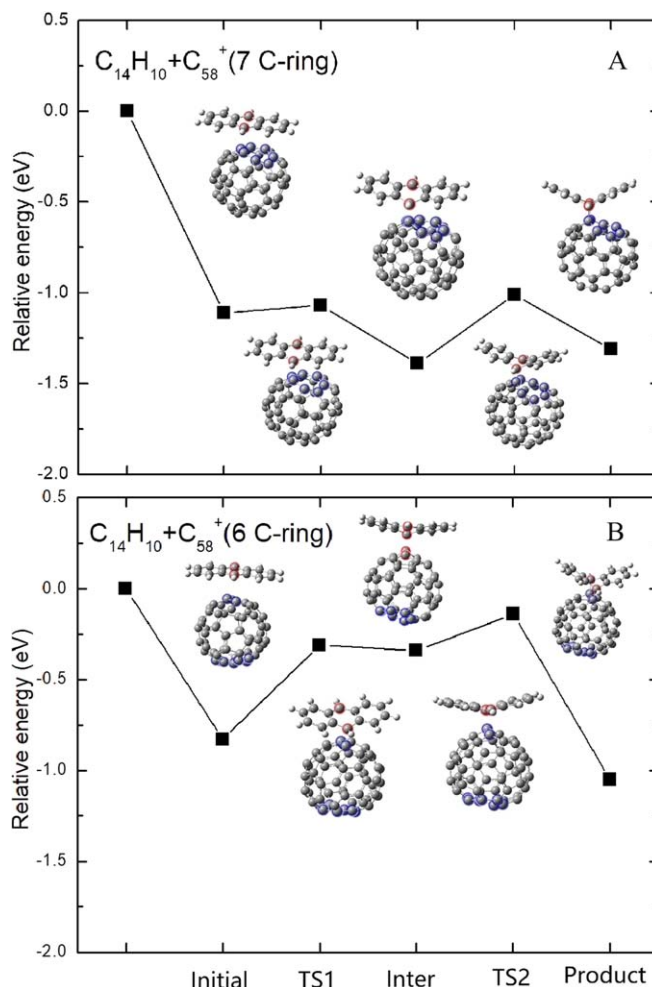 0.5
C14H10+C58+(7 C-ring) A
0.0
-0.5
-1.0
-1.5
-2.0
Relative energy (eV)
0.5
C14H10+C58+(6 C-ring) B
0.0
-0.5
-1.0
-1.5
-2.0
Relative energy (eV)
Initial TS1 Inter TS2 Product